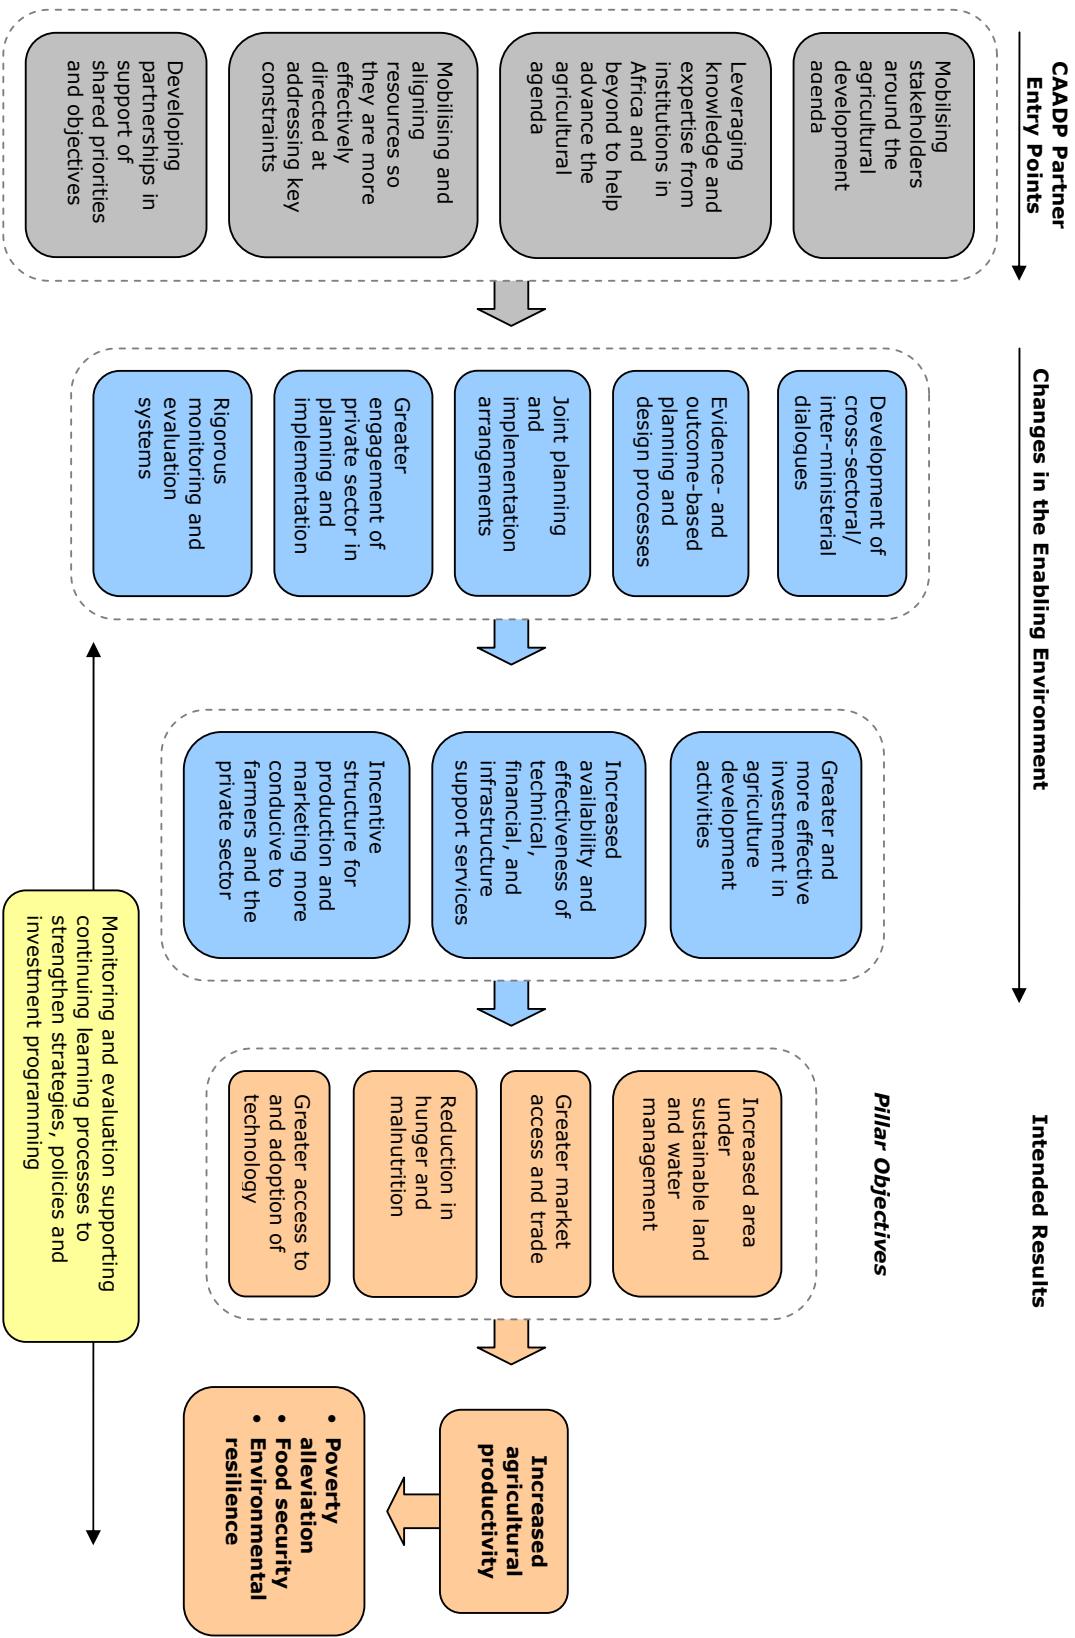 CAADP Partner
Entry Points
Changes in the Enabling Environment
Intended Results
Pillar Objectives
Mobilsing
stakeholders
around the
agricultural
development
agenda
Leveraging
knowledge and
expertise from
institutions in
Africa and
beyond to help
advance the
agricultural
agenda
Mobilising and
aligning
resources so
they are more
effectively
directed at
addressing key
constraints
Developing
partnerships in
support of
shared priorities
and objectives
Development of
cross-sectoral/
inter-ministerial
dialogues
Evidence- and
outcome-based
planning and
design processes
Joint planning
and
implementation
arrangements
Greater
engagement of
private sector in
planning and
implementation
Rigorous
monitoring and
evaluation
systems
Greater and
more effective
investment in
agriculture
development
activities
Increased
availability and
effectiveness of
technical,
financial, and
infrastructure
support services
Incentive
structure for
production and
marketing more
conducive to
farmers and the
private sector
Increased area
under
sustainable land
and water
management
Greater market
access and trade
Reduction in
hunger and
malnutrition
Greater access to
and adoption of
technology
Increased
agricultural
productivity
• Poverty
alleviation
• Food security
• Environmental
resilience
Monitoring and evaluation supporting
continuing learning processes to
strengthen strategies, policies and
investment programming